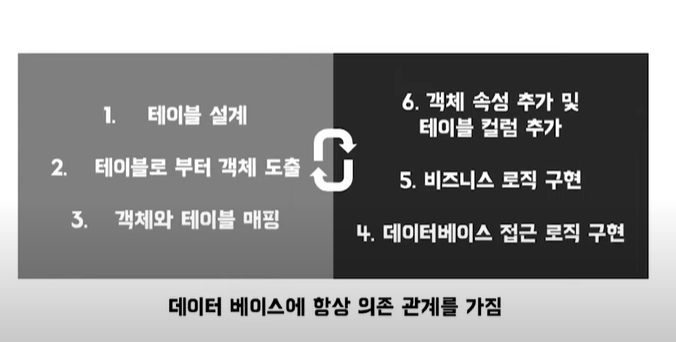 1. 테이블 설계
2. 테이블로 부터 객체 도출
3. 객체와 테이블 매핑
6. 객체 속성 추가 및
테이블 컬럼 추가
5. 비즈니스 로직 구현
4. 데이터베이스 접근 로직 구현
데이터 베이스에 항상 의존 관계를 가짐